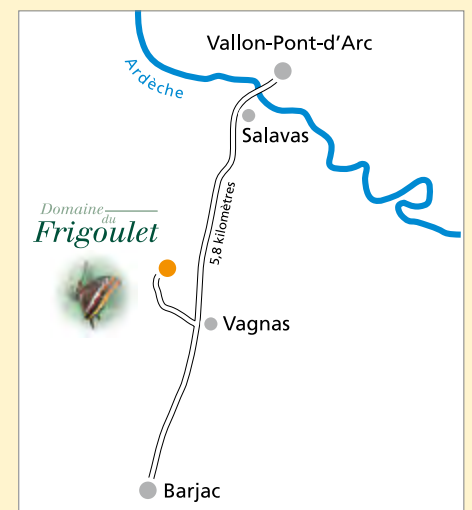 Vallon-Pont-d'Arc
Ardèche
Salavas
5,8 kilomètres
Domaine
du
Frigoulet
Vagnas
Barjac